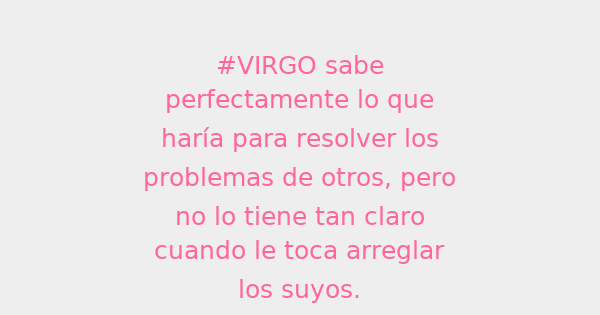 #VIRGO sabe
perfectamente lo que
haría para resolver los
problemas de otros, pero
no lo tiene tan claro
cuando le toca arreglar
los suyos.